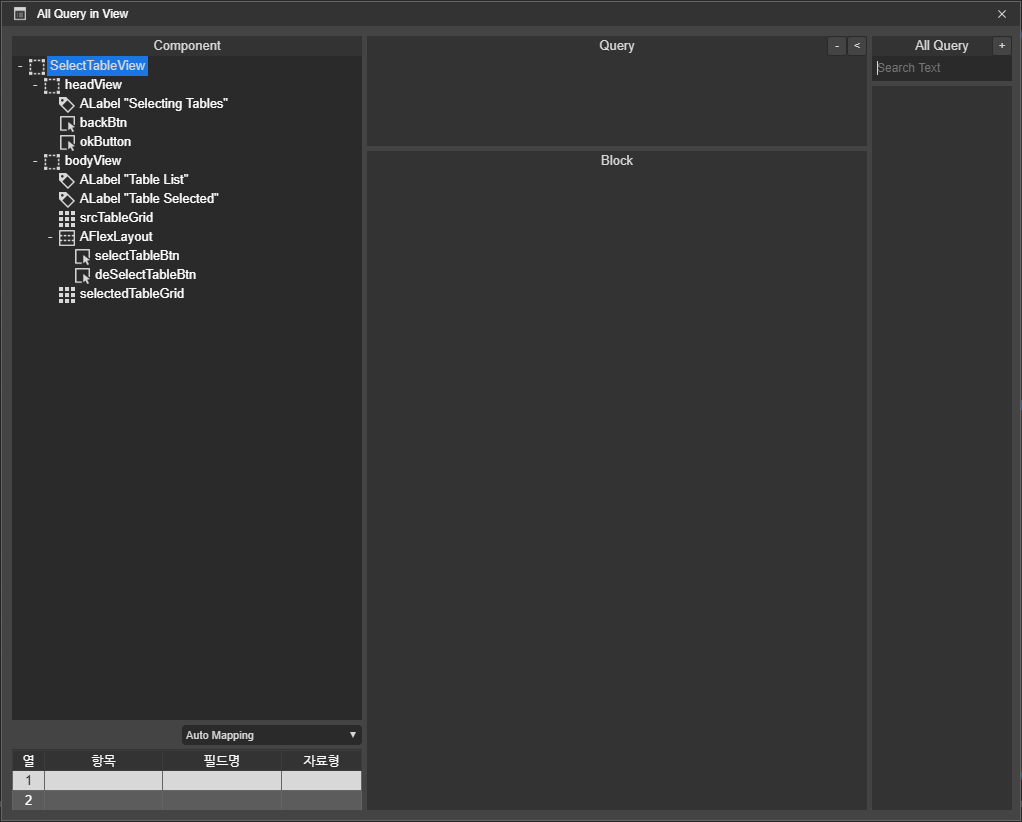 All Query in View
Component
- SelectTableView
- headView
ALabel "Selecting Tables"
backBtn
okButton
- bodyView
ALabel "Table List"
ALabel "Table Selected"
srcTableGrid
- AFlexLayout
selectTableBtn
deSelectTableBtn
selectedTableGrid
Auto Mapping ▼
열 항목 필드명 자료형
1
2
Query - <
Block
All Query +
Search Text